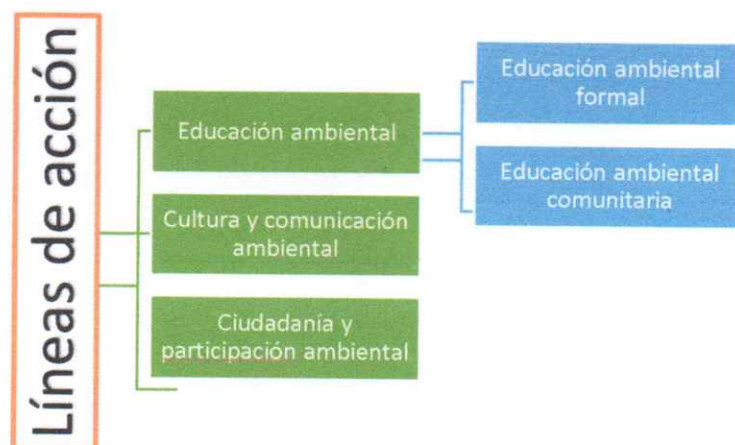 Líneas de acción
Educación ambiental
Cultura y comunicación
ambiental
Ciudadanía y
participación ambiental
Educación ambiental
formal
Educación ambiental
comunitaria